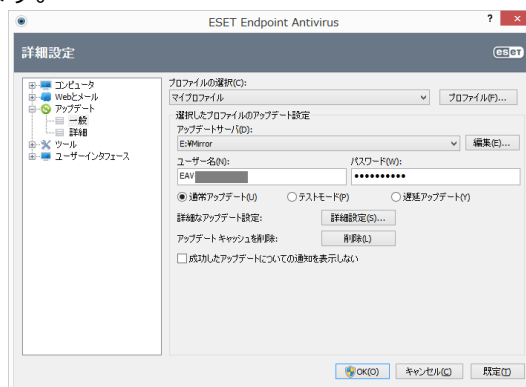 す。
ESET Endpoint Antivirus
? ×
詳細設定
eset
コンピュータ
Webとメール
アップデート
一般
詳細
ツール
ユーザーインタフェース
プロファイルの選択(C):
マイプロファイル
プロファイル(F)...
選択したプロファイルのアップデート設定
アップデートサーバ(D):
E:¥Mirror
編集(E)...
ユーザー名(N):
パスワード(W):
EAV
●●●●●●●●●●
通常アップデート(U)
テストモード(P)
遅延アップデート(Y)
詳細なアップデート設定:
詳細設定(S)...
アップデート キャッシュを削除:
削除(L)
成功したアップデートについての通知を表示しない
OK(O)
キャンセル(C)
既定(T)